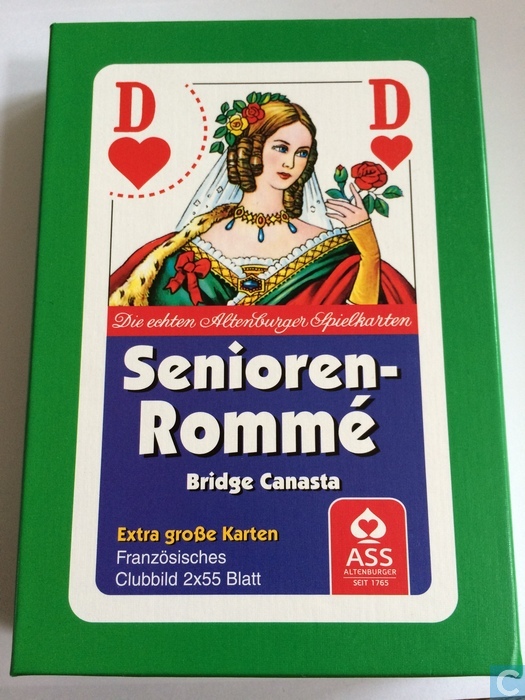 D
D
Die echten Altenburger Spielkarten
Senioren-
Rommé
Bridge Canasta
Extra große Karten
Französisches
Clubbild 2x55 Blatt
ASS
ALTENBURGER
SEIT 1765
C